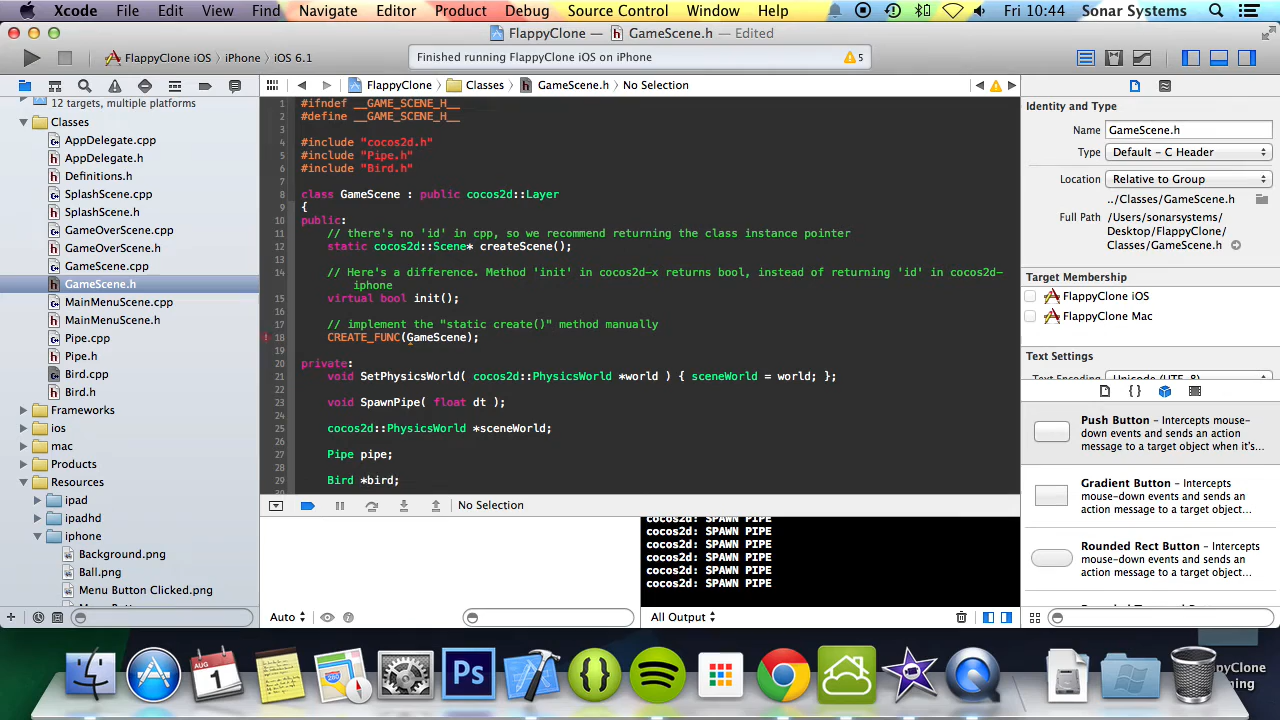 Xcode File Edit View Find Navigate Editor Product Debug Source Control Window Help Fri 10:44 Sonar Systems
FlappyClone — GameScene.h — Edited
FlappyClone iOS iPhone iOS 6.1
Finished running FlappyClone iOS on iPhone
5
FlappyClone Classes GameScene.h No Selection
12 targets, multiple platforms
Classes
AppDelegate.cpp
AppDelegate.h
Definitions.h
SplashScene.cpp
SplashScene.h
GameOverScene.cpp
GameOverScene.h
GameScene.cpp
GameScene.h
MainMenuScene.cpp
MainMenuScene.h
Pipe.cpp
Pipe.h
Bird.cpp
Bird.h
Frameworks
ios
mac
Products
Resources
ipad
ipadhd
iphone
Background.png
Ball.png
Menu Button Clicked.png
1 #ifndef __GAME_SCENE_H__
2 #define __GAME_SCENE_H__
3
4 #include "cocos2d.h"
5 #include "Pipe.h"
6 #include "Bird.h"
7
8 class GameScene : public cocos2d::Layer
9 {
10 public:
11 // there's no 'id' in cpp, so we recommend returning the class instance pointer
12 static cocos2d::Scene* createScene();
13
14 // Here's a difference. Method 'init' in cocos2d-x returns bool, instead of returning 'id' in cocos2d-
iphone
15 virtual bool init();
16
17 // implement the "static create()" method manually
18 CREATE_FUNC(GameScene);
19
20 private:
21 void SetPhysicsWorld( cocos2d::PhysicsWorld *world ) { sceneWorld = world; };
22
23 void SpawnPipe( float dt );
24
25 cocos2d::PhysicsWorld *sceneWorld;
26
27 Pipe pipe;
28
29 Bird *bird;
No Selection
cocos2d: SPAWN PIPE
cocos2d: SPAWN PIPE
cocos2d: SPAWN PIPE
cocos2d: SPAWN PIPE
cocos2d: SPAWN PIPE
cocos2d: SPAWN PIPE
Auto
All Output
Identity and Type
Name GameScene.h
Type Default - C Header
Location Relative to Group
../Classes/GameScene.h
Full Path /Users/sonarsystems/
Desktop/FlappyClone/
Classes/GameScene.h
Target Membership
FlappyClone iOS
FlappyClone Mac
Text Settings
Text Encoding Unicode (UTF-8)
Push Button - Intercepts
mouse-down events and sends an
action message to a target object
when it's...
Gradient Button - Intercepts
mouse-down events and sends an
action message to a target object...
Rounded Rect Button - Intercepts
mouse-down events and sends an
action message to a target object...
AUG
1
Ps